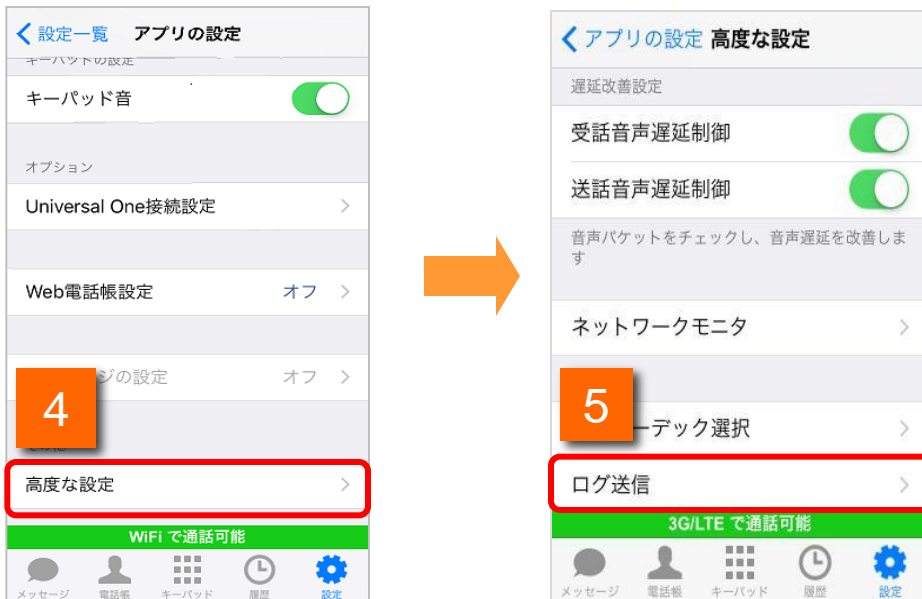 設定一覧 アプリの設定
キーパッドの設定
キーパッド音
オプション
Universal One接続設定
Web電話帳設定 オフ
ジの設定 オフ
4
高度な設定
WiFi で通話可能
メッセージ 電話帳 キーパッド 履歴 設定
アプリの設定 高度な設定
遅延改善設定
受話音声遅延制御
送話音声遅延制御
音声パケットをチェックし、音声遅延を改善しま
す
ネットワークモニタ
5
ーデック選択
ログ送信
3G/LTE で通話可能
メッセージ 電話帳 キーパッド 履歴 設定